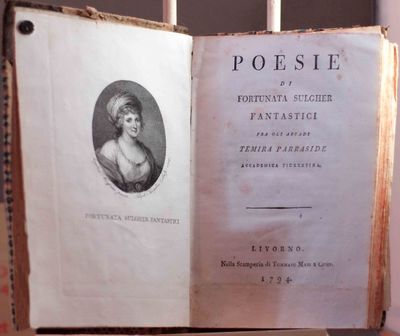 FORTUNATA SULGHER FANTASTICI
POESIE
DI
FORTUNATA SULGHER
FANTASTICI
FRA GLI ARCADI
TEMIRA PARRASIDE
ACCADEMICA FIORENTINA.
LIVORNO.
Nella Stamperia di Tommaso Masi e Comp.
1794.